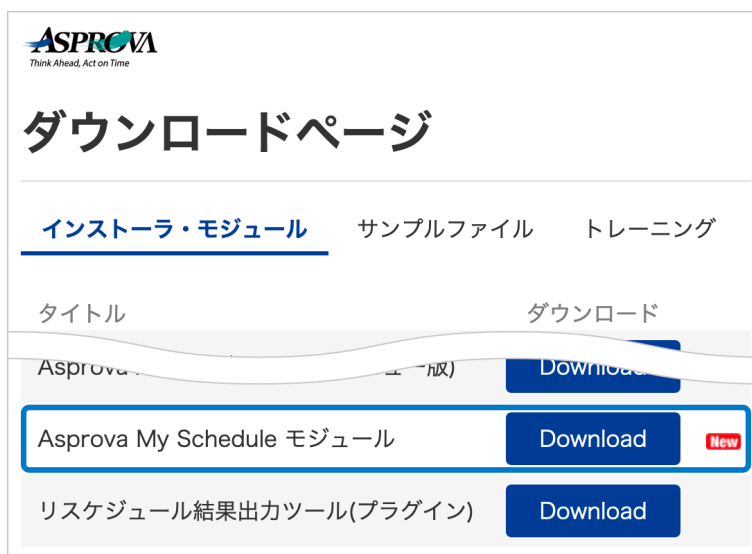 ASPROVA
Think Ahead, Act on Time
ダウンロードページ
インストーラ・モジュール サンプルファイル トレーニング
タイトル ダウンロード
Asprova ュー版) Download
Asprova My Schedule モジュール Download New
リスケジュール結果出力ツール(プラグイン) Download